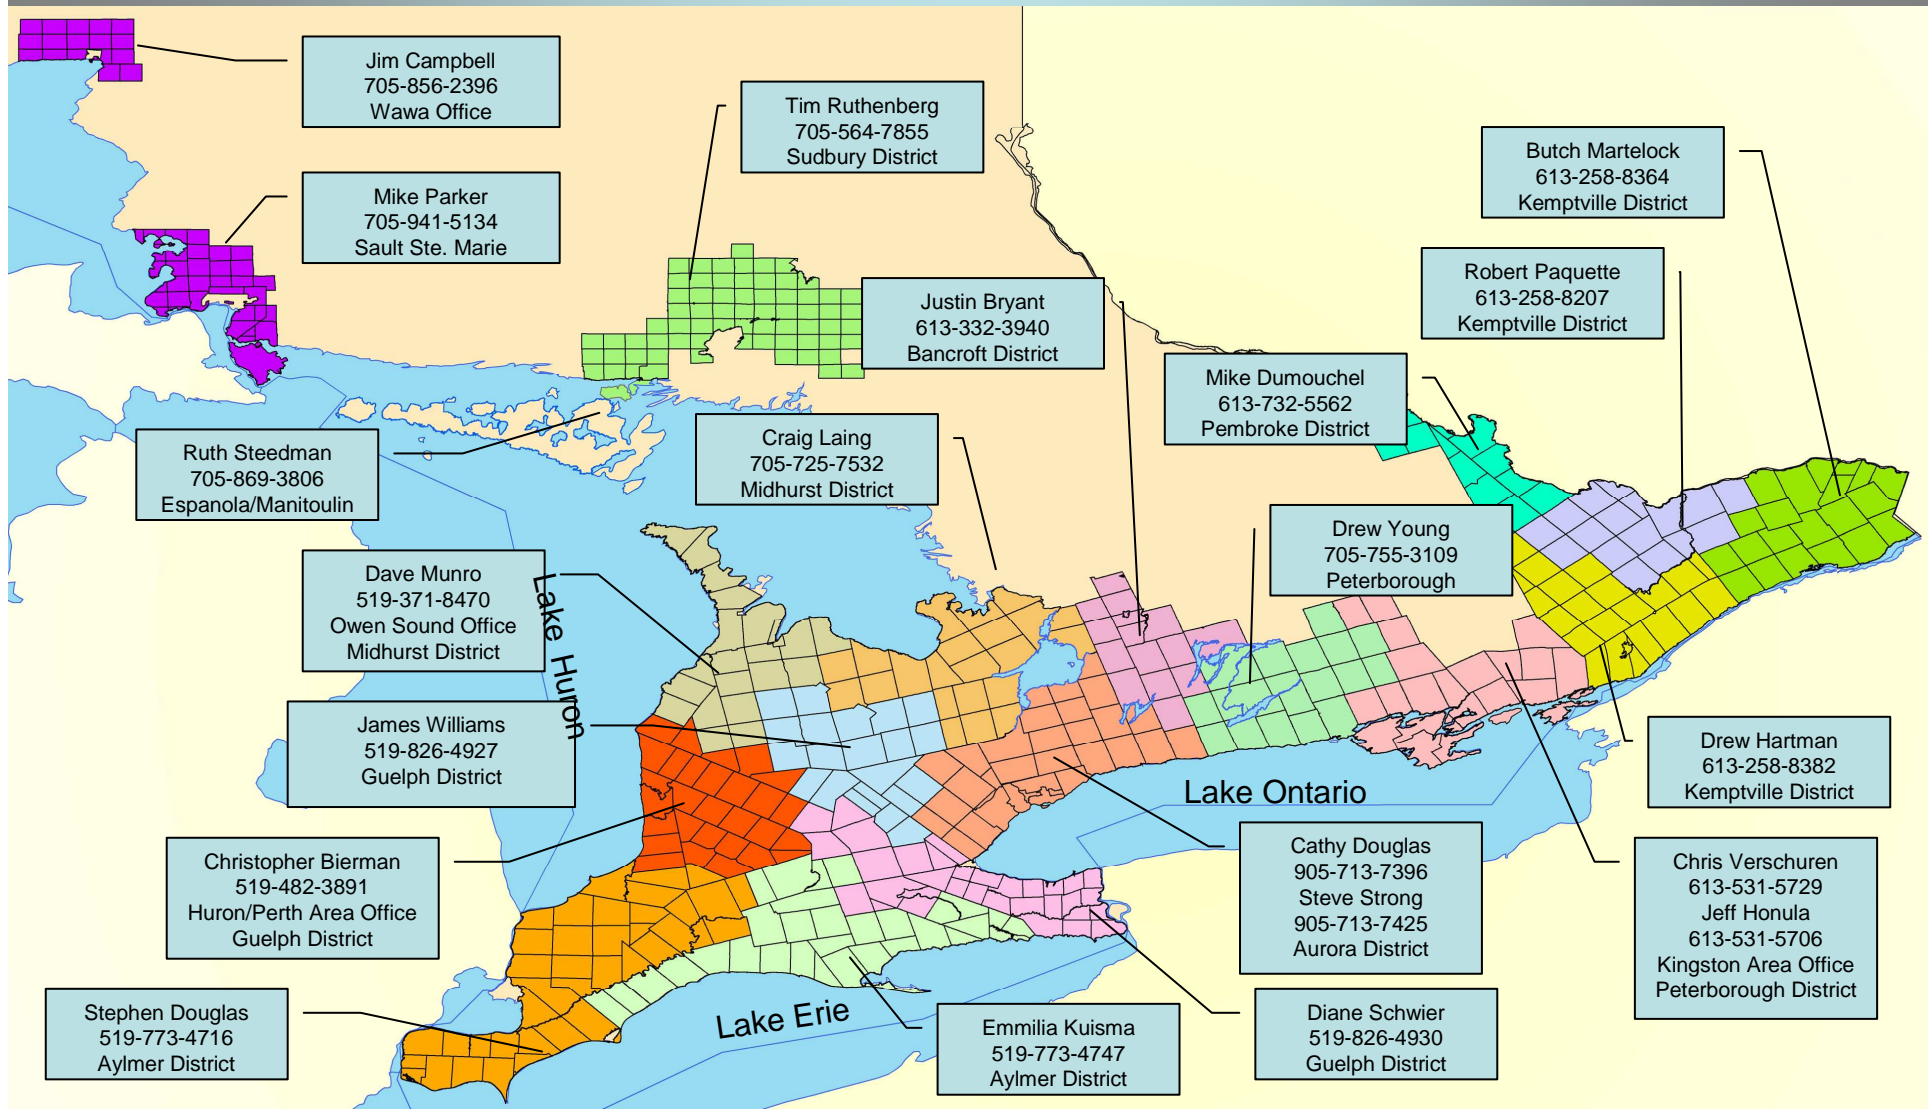 Jim Campbell
705-856-2396
Wawa Office
Tim Ruthenberg
705-564-7855
Sudbury District
Butch Martelock
613-258-8364
Kemptville District
Mike Parker
705-941-5134
Sault Ste. Marie
Robert Paquette
613-258-8207
Kemptville District
Justin Bryant
613-332-3940
Bancroft District
Mike Dumouchel
613-732-5562
Pembroke District
Ruth Steedman
705-869-3806
Espanola/Manitoulin
Craig Laing
705-725-7532
Midhurst District
Drew Young
705-755-3109
Peterborough
Dave Munro
519-371-8470
Owen Sound Office
Midhurst District
Lake Huron
James Williams
519-826-4927
Guelph District
Drew Hartman
613-258-8382
Kemptville District
Lake Ontario
Christopher Bierman
519-482-3891
Huron/Perth Area Office
Guelph District
Cathy Douglas
905-713-7396
Steve Strong
905-713-7425
Aurora District
Chris Verschuren
613-531-5729
Jeff Honula
613-531-5706
Kingston Area Office
Peterborough District
Stephen Douglas
519-773-4716
Aylmer District
Lake Erie
Emmilia Kuisma
519-773-4747
Aylmer District
Diane Schwier
519-826-4930
Guelph District